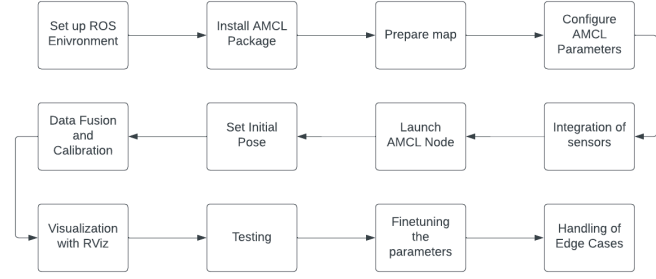 Set up ROS
Enivronment
Install AMCL
Package
Prepare map
Configure
AMCL
Parameters
Integration of
sensors
Launch
AMCL Node
Set Initial
Pose
Data Fusion
and
Calibration
Visualization
with RViz
Testing
Finetuning
the
parameters
Handling of
Edge Cases